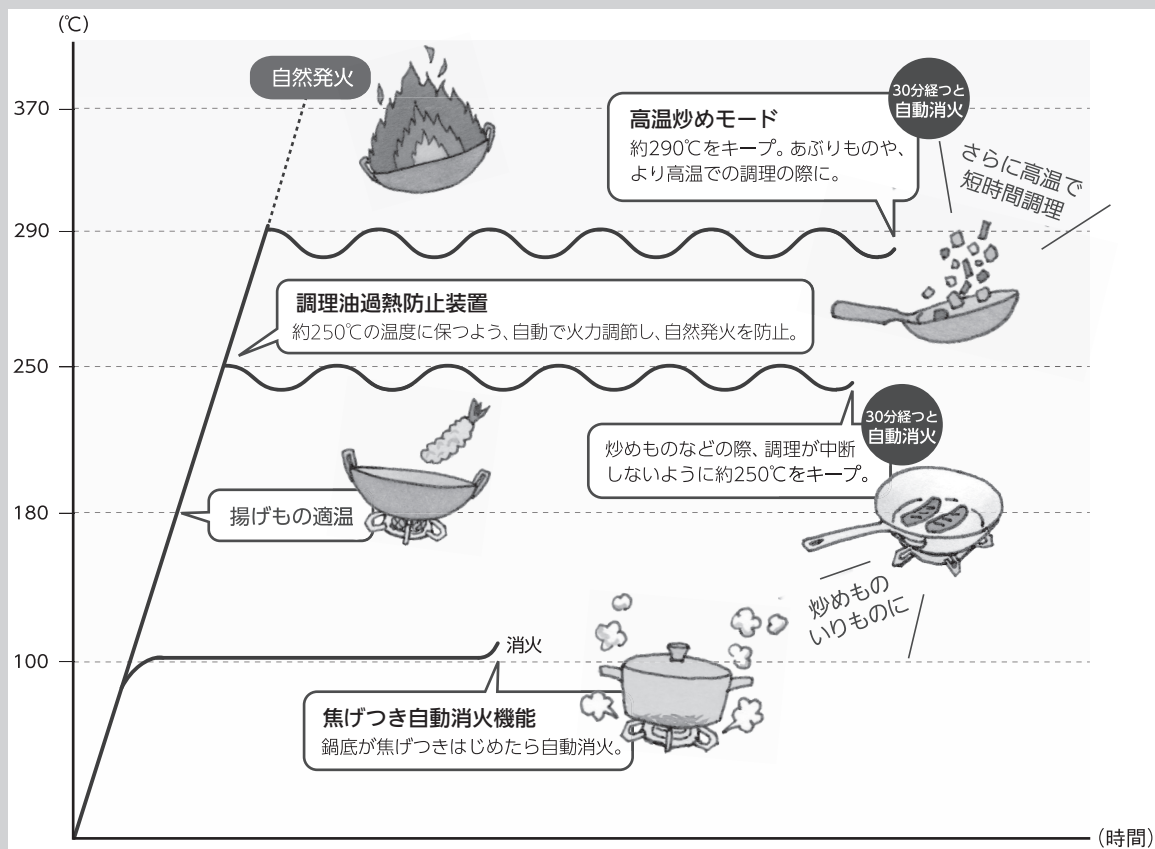 (℃)
自然発火
370
30分経つと
自動消火
高温炒めモード
約290℃をキープ。あぶりものや、
より高温での調理の際に。
さらに高温で
短時間調理
290
調理油過熱防止装置
約250℃の温度に保つよう、自動で火力調節し、自然発火を防止。
250
30分経つと
自動消火
炒めものなどの際、調理が中断
しないように約250℃をキープ。
180
揚げもの適温
炒めもの
いりものに
消火
100
焦げつき自動消火機能
鍋底が焦げつきはじめたら自動消火。
(時間)